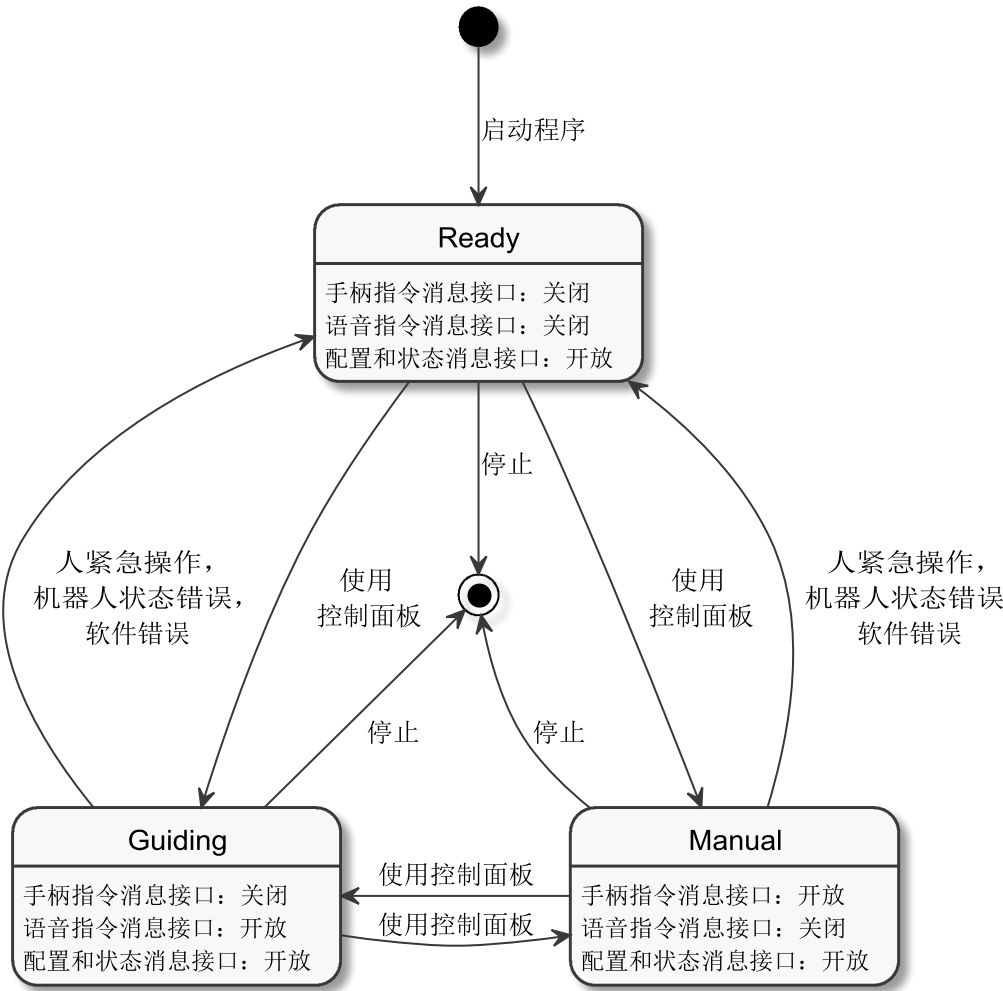 启动程序
Ready
手柄指令消息接口：关闭
语音指令消息接口：关闭
配置和状态消息接口：开放
停止
人紧急操作，
机器人状态错误，
软件错误
使用
控制面板
使用
控制面板
人紧急操作，
机器人状态错误
软件错误
停止
停止
Guiding
手柄指令消息接口：关闭
语音指令消息接口：开放
配置和状态消息接口：开放
使用控制面板
使用控制面板
Manual
手柄指令消息接口：开放
语音指令消息接口：关闭
配置和状态消息接口：开放